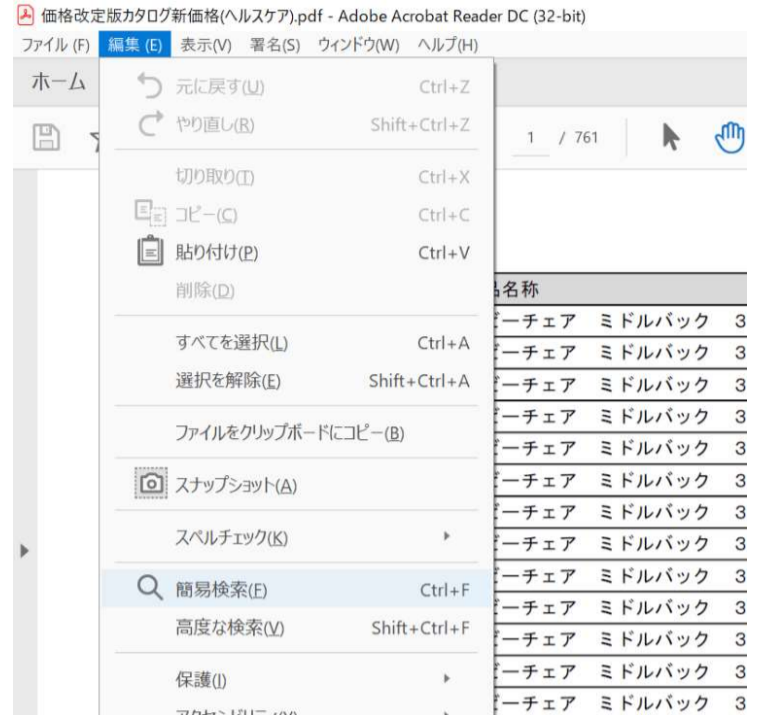 価格改定版カタログ新価格(ヘルスケア).pdf - Adobe Acrobat Reader DC (32-bit)
ファイル (F) 編集 (E) 表示(V) 署名(S) ウィンドウ(W) ヘルプ(H)
ホーム
元に戻す(U) Ctrl+Z
やり直し(R) Shift+Ctrl+Z
1 / 761
切り取り(T) Ctrl+X
コピー(C) Ctrl+C
貼り付け(P) Ctrl+V
削除(D)
名称
すべてを選択(L) Ctrl+A
選択を解除(E) Shift+Ctrl+A
ファイルをクリップボードにコピー(B)
スナップショット(A)
スペルチェック(K)
簡易検索(F) Ctrl+F
高度な検索(V) Shift+Ctrl+F
保護(I)
ーチェア ミドルバック 3
ーチェア ミドルバック 3
ーチェア ミドルバック 3
ーチェア ミドルバック 3
ーチェア ミドルバック 3
ーチェア ミドルバック 3
ーチェア ミドルバック 3
ーチェア ミドルバック 3
ーチェア ミドルバック 3
ーチェア ミドルバック 3
ーチェア ミドルバック 3
ーチェア ミドルバック 3
ーチェア ミドルバック 3